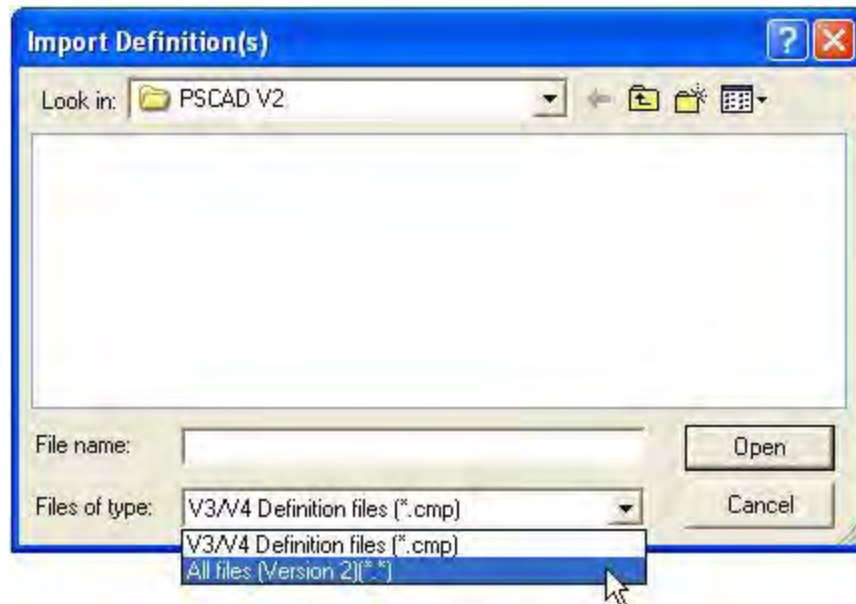 Import Definition(s)
Look in: PSCAD V2
File name: Open
Files of type: V3/V4 Definition files (*.cmp) Cancel
V3/V4 Definition files (*.cmp)
All files (Version 2)(*.*)